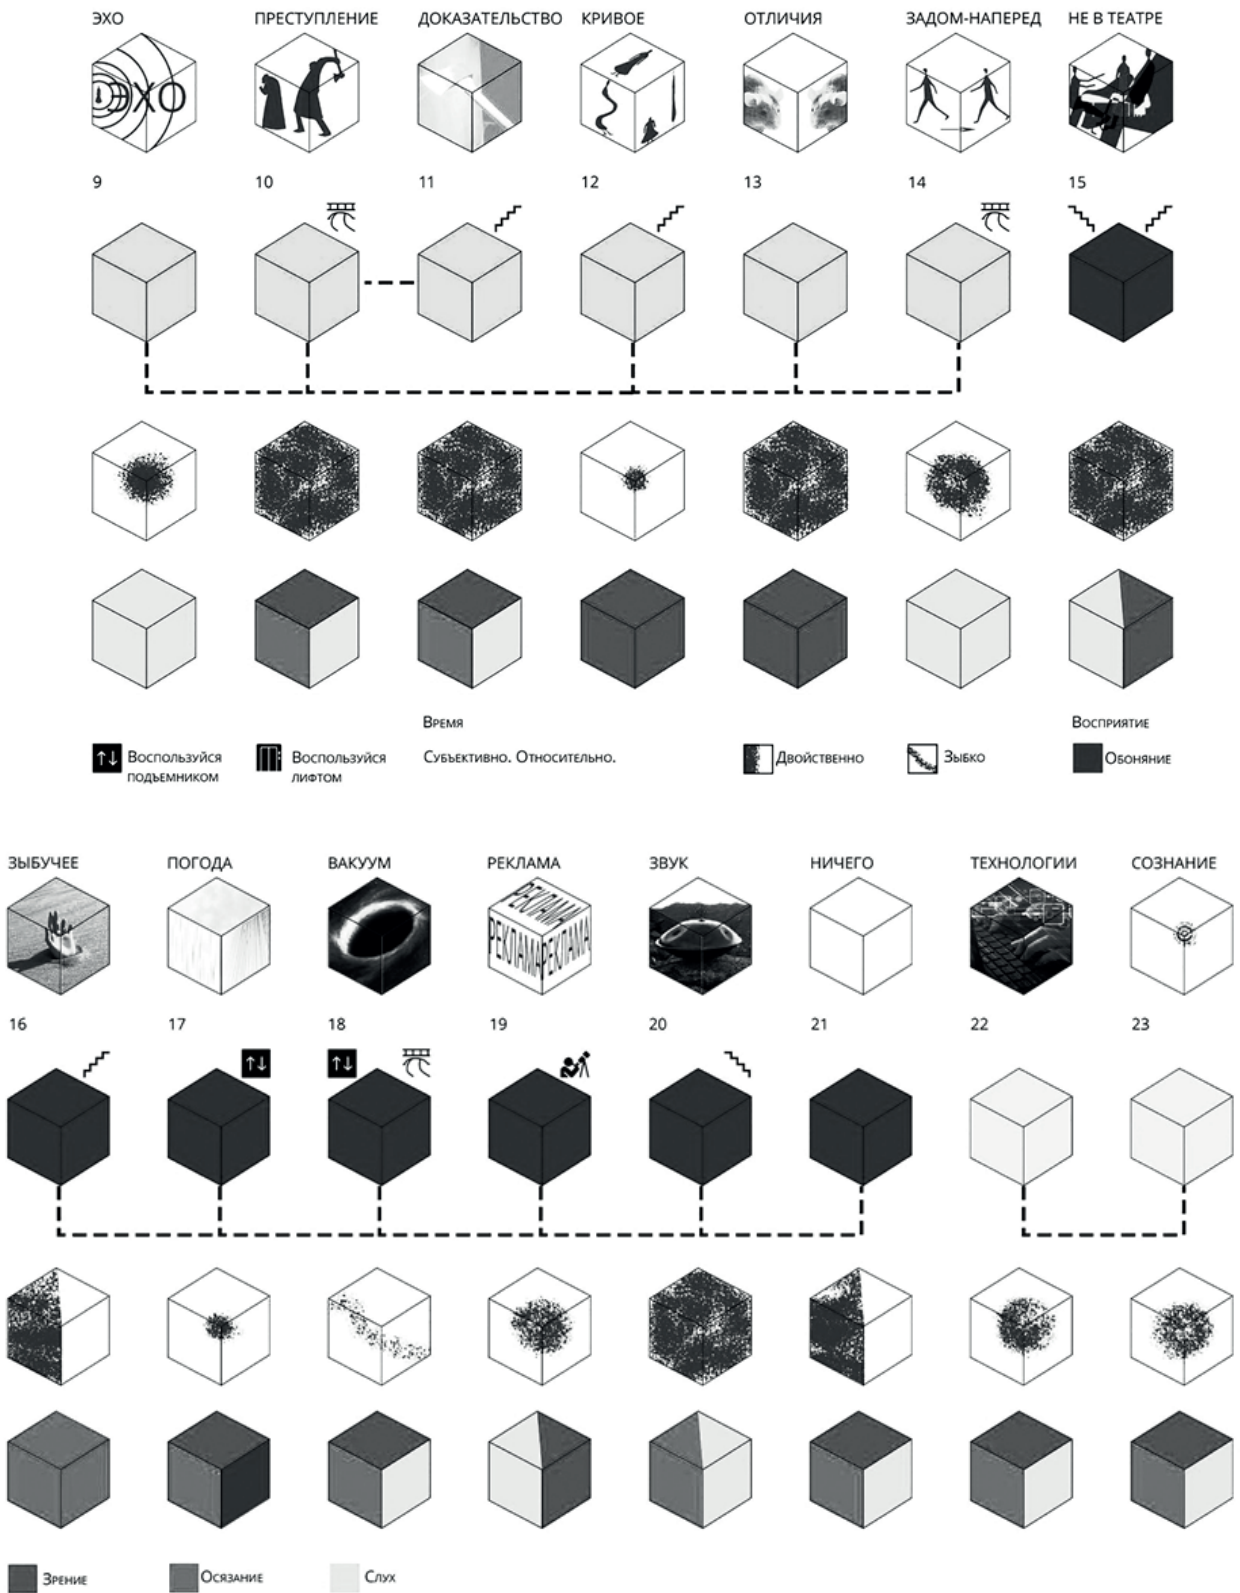 ЭХО
ПРЕСТУПЛЕНИЕ
ДОКАЗАТЕЛЬСТВО
КРИВОЕ
ОТЛИЧИЯ
ЗАДОМ-НАПЕРЕД
НЕ В ТЕАТРЕ
ЭХО
9
10
11
12
13
14
15
Воспользуйся
подъемником
Воспользуйся
лифтом
Время
Субъективно. Относительно.
Двойственно
Зыбко
Восприятие
Обоняние
ЗЫБУЧЕЕ
ПОГОДА
ВАКУУМ
РЕКЛАМА
ЗВУК
НИЧЕГО
ТЕХНОЛОГИИ
СОЗНАНИЕ
РЕКЛАМА
РЕКЛАМА
РЕКЛАМА
16
17
18
19
20
21
22
23
Зрение
Осязание
Слух